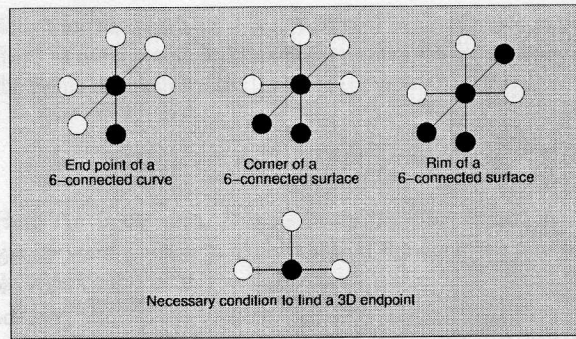 End point of a
6-connected curve
Corner of a
6-connected surface
Rim of a
6-connected surface
Necessary condition to find a 3D endpoint